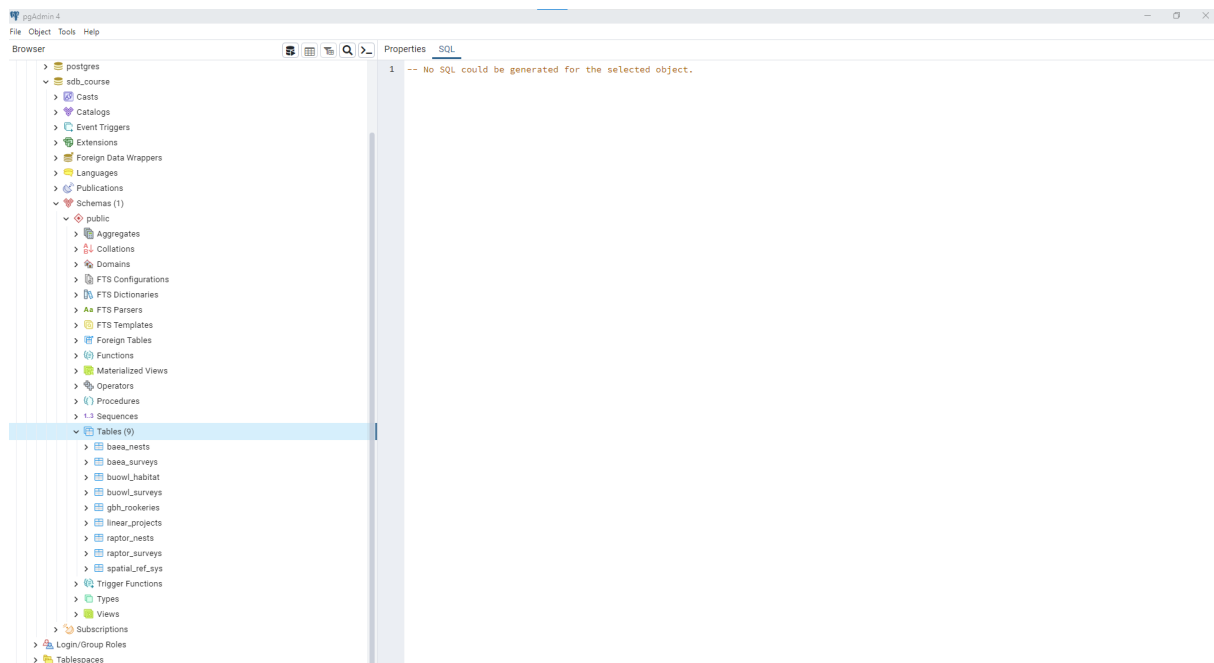 pgAdmin 4
File Object Tools Help
Browser
Properties SQL
postgres
sdb_course
Casts
Catalogs
Event Triggers
Extensions
Foreign Data Wrappers
Languages
Publications
Schemas (1)
public
Aggregates
Collations
Domains
FTS Configurations
FTS Dictionaries
Aa FTS Parsers
FTS Templates
Foreign Tables
Functions
Materialized Views
Operators
Procedures
1..3 Sequences
Tables (9)
baea_nests
baea_surveys
buowl_habitat
buowl_surveys
gbh_rookeries
linear_projects
raptor_nests
raptor_surveys
spatial_ref_sys
Trigger Functions
Types
Views
Subscriptions
Login/Group Roles
Tablespaces
1 -- No SQL could be generated for the selected object.